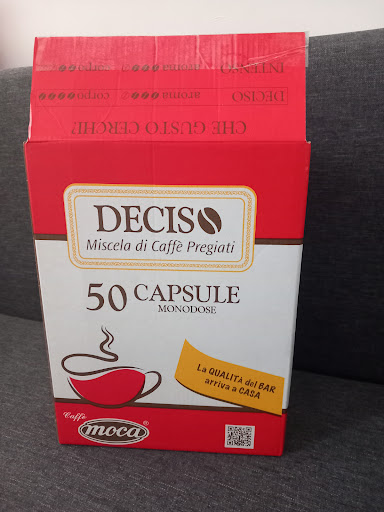 CHE GUSTO CERCHI?
DECISO aroma corpo
INTENSO aroma corpo
DECISO
Miscela di Caffè Pregiati
50 CAPSULE
MONODOSE
La QUALITÀ del BAR
arriva a CASA
Caffè
moca ®